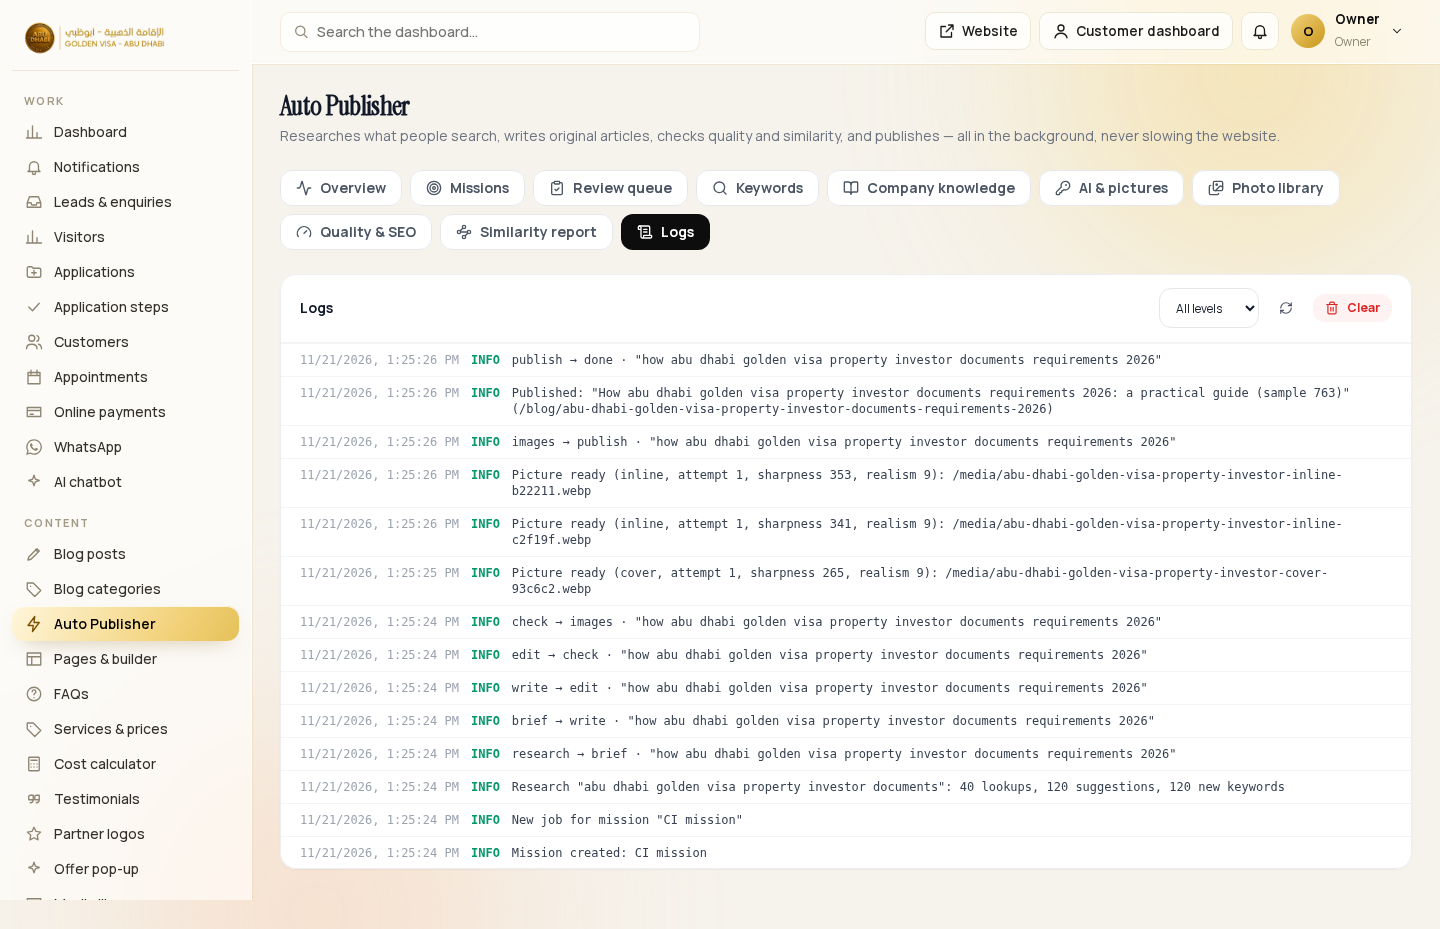 الإقامة الذهبية - ابوظبي
GOLDEN VISA - ABU DHABI
ABU DHABI
Search the dashboard...
Website
Customer dashboard
O
Owner
Owner
WORK
Dashboard
Notifications
Leads & enquiries
Visitors
Applications
Application steps
Customers
Appointments
Online payments
WhatsApp
AI chatbot
CONTENT
Blog posts
Blog categories
Auto Publisher
Pages & builder
FAQs
Services & prices
Cost calculator
Testimonials
Partner logos
Offer pop-up
Auto Publisher
Researches what people search, writes original articles, checks quality and similarity, and publishes — all in the background, never slowing the website.
Overview
Missions
Review queue
Keywords
Company knowledge
AI & pictures
Photo library
Quality & SEO
Similarity report
Logs
Logs
All levels
Clear
11/21/2026, 1:25:26 PM INFO publish → done · "how abu dhabi golden visa property investor documents requirements 2026"
11/21/2026, 1:25:26 PM INFO Published: "How abu dhabi golden visa property investor documents requirements 2026: a practical guide (sample 763)"
(/blog/abu-dhabi-golden-visa-property-investor-documents-requirements-2026)
11/21/2026, 1:25:26 PM INFO images → publish · "how abu dhabi golden visa property investor documents requirements 2026"
11/21/2026, 1:25:26 PM INFO Picture ready (inline, attempt 1, sharpness 353, realism 9): /media/abu-dhabi-golden-visa-property-investor-inline-
b22211.webp
11/21/2026, 1:25:26 PM INFO Picture ready (inline, attempt 1, sharpness 341, realism 9): /media/abu-dhabi-golden-visa-property-investor-inline-
c2f19f.webp
11/21/2026, 1:25:25 PM INFO Picture ready (cover, attempt 1, sharpness 265, realism 9): /media/abu-dhabi-golden-visa-property-investor-cover-
93c6c2.webp
11/21/2026, 1:25:24 PM INFO check → images · "how abu dhabi golden visa property investor documents requirements 2026"
11/21/2026, 1:25:24 PM INFO edit → check · "how abu dhabi golden visa property investor documents requirements 2026"
11/21/2026, 1:25:24 PM INFO write → edit · "how abu dhabi golden visa property investor documents requirements 2026"
11/21/2026, 1:25:24 PM INFO brief → write · "how abu dhabi golden visa property investor documents requirements 2026"
11/21/2026, 1:25:24 PM INFO research → brief · "how abu dhabi golden visa property investor documents requirements 2026"
11/21/2026, 1:25:24 PM INFO Research "abu dhabi golden visa property investor documents": 40 lookups, 120 suggestions, 120 new keywords
11/21/2026, 1:25:24 PM INFO New job for mission "CI mission"
11/21/2026, 1:25:24 PM INFO Mission created: CI mission